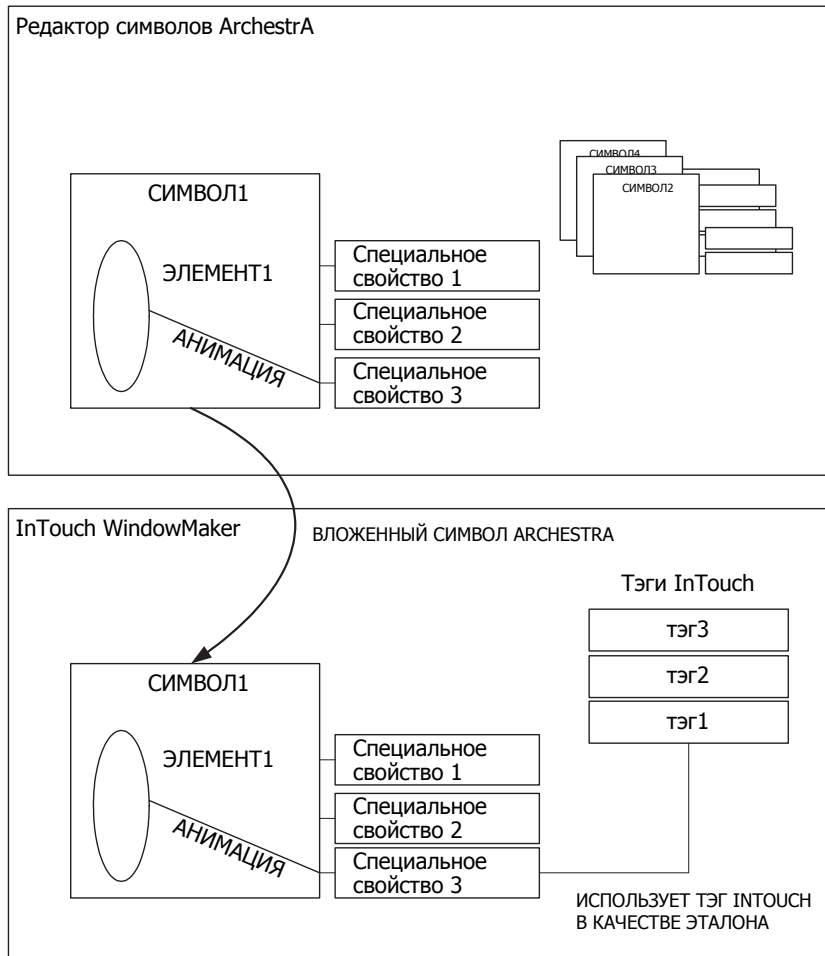 Редактор символов ArchestrA
СИМВОЛ1
ЭЛЕМЕНТ1
АНИМАЦИЯ
Специальное
свойство 1
Специальное
свойство 2
Специальное
свойство 3
СИМВОЛ4
СИМВОЛ3
СИМВОЛ2
InTouch WindowMaker
ВЛОЖЕННЫЙ СИМВОЛ ARCHESTRA
Тэги InTouch
тэг3
тэг2
тэг1
СИМВОЛ1
ЭЛЕМЕНТ1
АНИМАЦИЯ
Специальное
свойство 1
Специальное
свойство 2
Специальное
свойство 3
ИСПОЛЬЗУЕТ ТЭГ INTOUCH
В КАЧЕСТВЕ ЭТАЛОНА